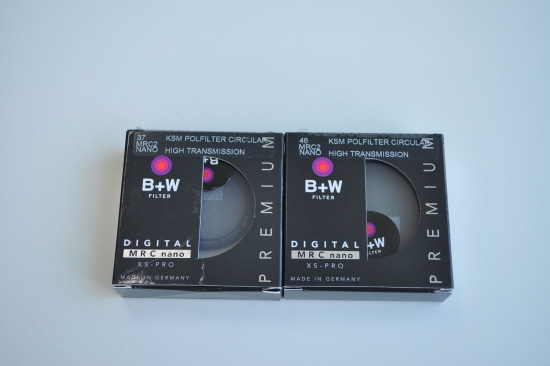 37
MRC2
NANO
KSM POLFILTER CIRCULAR
HIGH TRANSMISSION
B+W
B+W
FILTER
DIGITAL
MRC nano
XS-PRO
MADE IN GERMANY
PREMIUM
46
MRC2
NANO
KSM POLFILTER CIRCULAR
HIGH TRANSMISSION
B+W
FILTER
B+W
FILTER
DIGITAL
MRC nano
XS-PRO
MADE IN GERMANY
PREMIUM